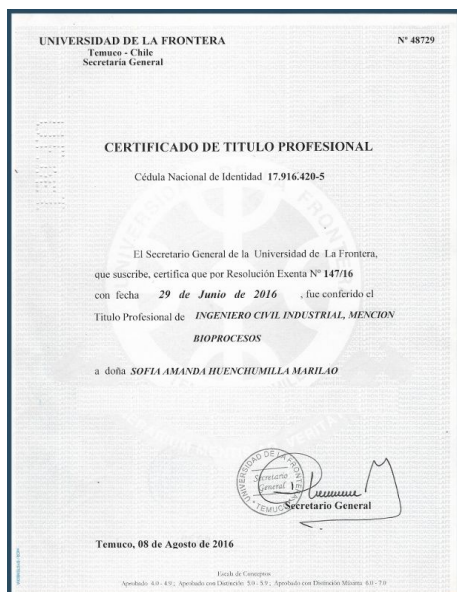 UNIVERSIDAD DE LA FRONTERA
Temuco - Chile
Secretaría General
Nº 48729
CERTIFICADO DE TITULO PROFESIONAL
Cédula Nacional de Identidad 17.916.420-5
El Secretario General de la Universidad de La Frontera,
que suscribe, certifica que por Resolución Exenta Nº 147/16
con fecha 29 de Junio de 2016 , fue conferido el
Titulo Profesional de INGENIERO CIVIL INDUSTRIAL, MENCION
BIOPROCESOS
a doña SOFIA AMANDA HUENCHUMILLA MARILAO
UNIVERSIDAD DE LA FRONTERA
Secretario
General
TEMUCO
Secretario General
Temuco, 08 de Agosto de 2016
Escala de Conceptos
Aprobado 4.0 - 4.9 ; Aprobado con Distinción 5.0 - 5.9 ; Aprobado con Distinción Máxima 6.0 - 7.0